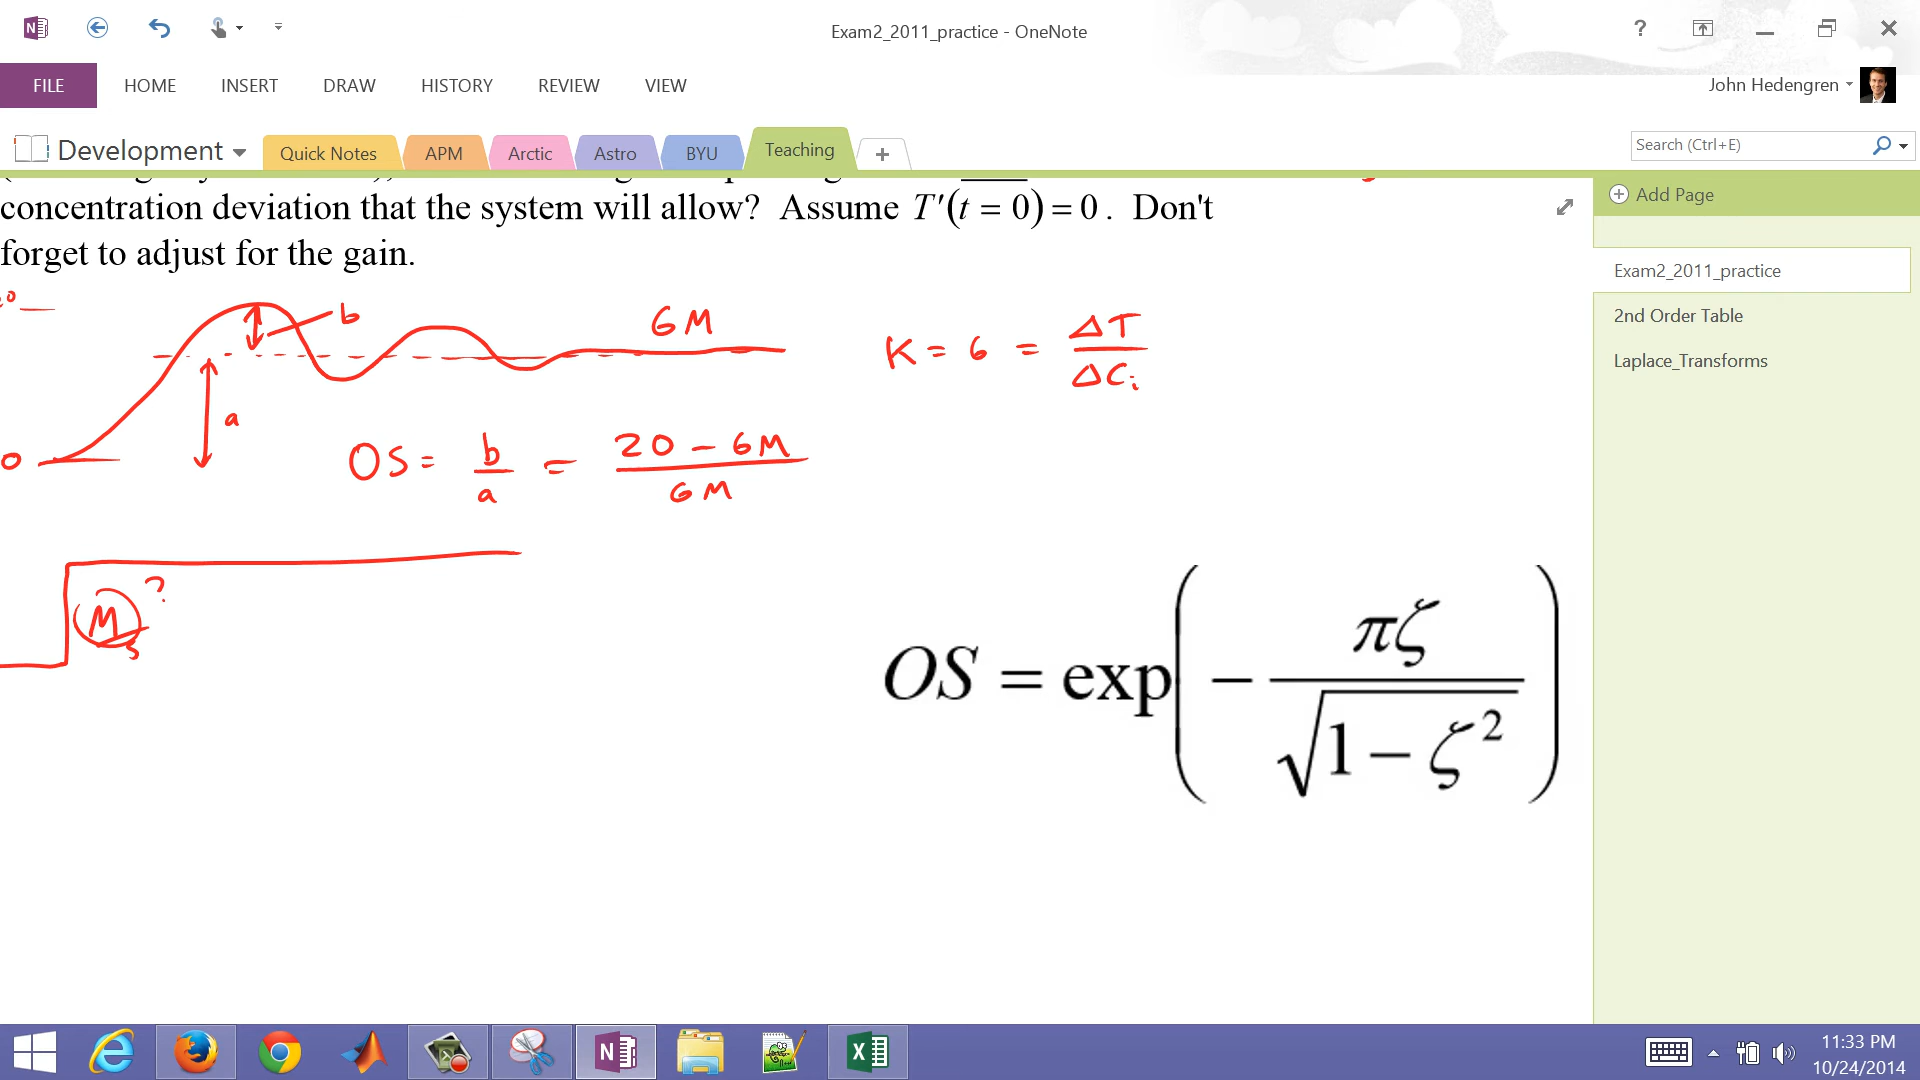 Exam2_2011_practice - OneNote
?
FILE HOME INSERT DRAW HISTORY REVIEW VIEW
John Hedengren
Development Quick Notes APM Arctic Astro BYU Teaching +
Search (Ctrl+E)
Add Page
Exam2_2011_practice
2nd Order Table
Laplace_Transforms
concentration deviation that the system will allow? Assume T'(t = 0) = 0. Don't
forget to adjust for the gain.
b
6M
K = 6 = ΔT / ΔCi
a
0
OS = b/a = (20 - 6M) / 6M
Ms ?
OS = exp( - πζ / √(1 - ζ²) )
11:33 PM
10/24/2014